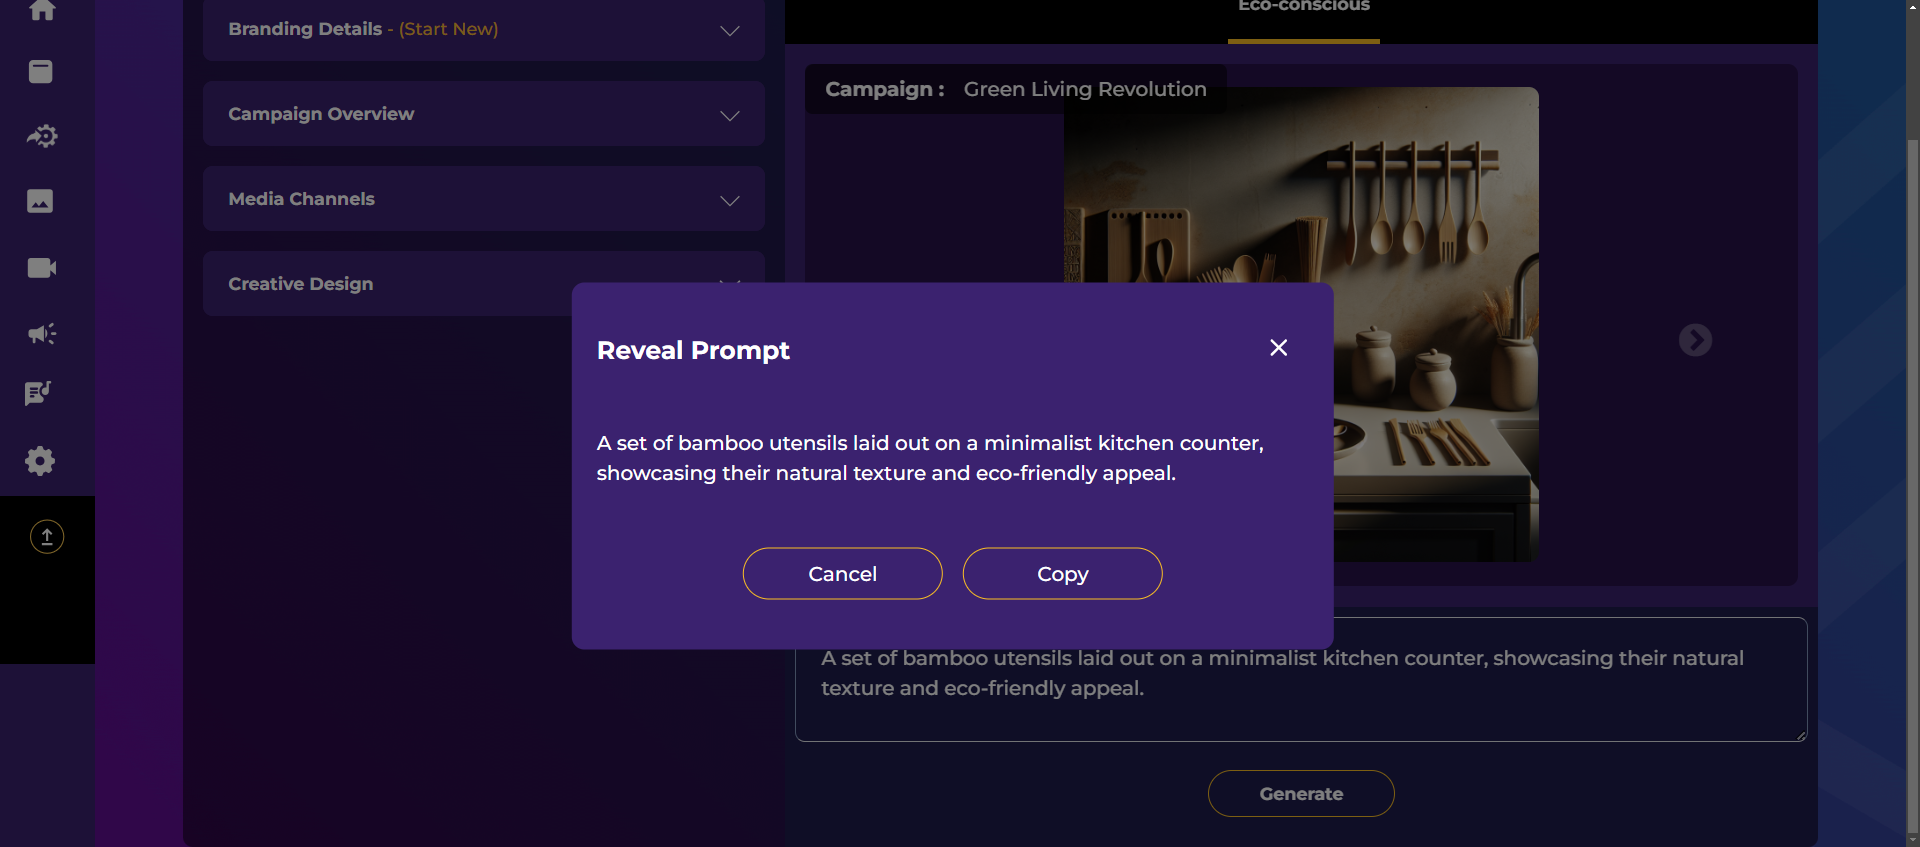 Eco-conscious
Branding Details - (Start New)
Campaign : Green Living Revolution
Campaign Overview
Media Channels
Creative Design
Reveal Prompt
A set of bamboo utensils laid out on a minimalist kitchen counter,
showcasing their natural texture and eco-friendly appeal.
Cancel
Copy
A set of bamboo utensils laid out on a minimalist kitchen counter, showcasing their natural
texture and eco-friendly appeal.
Generate